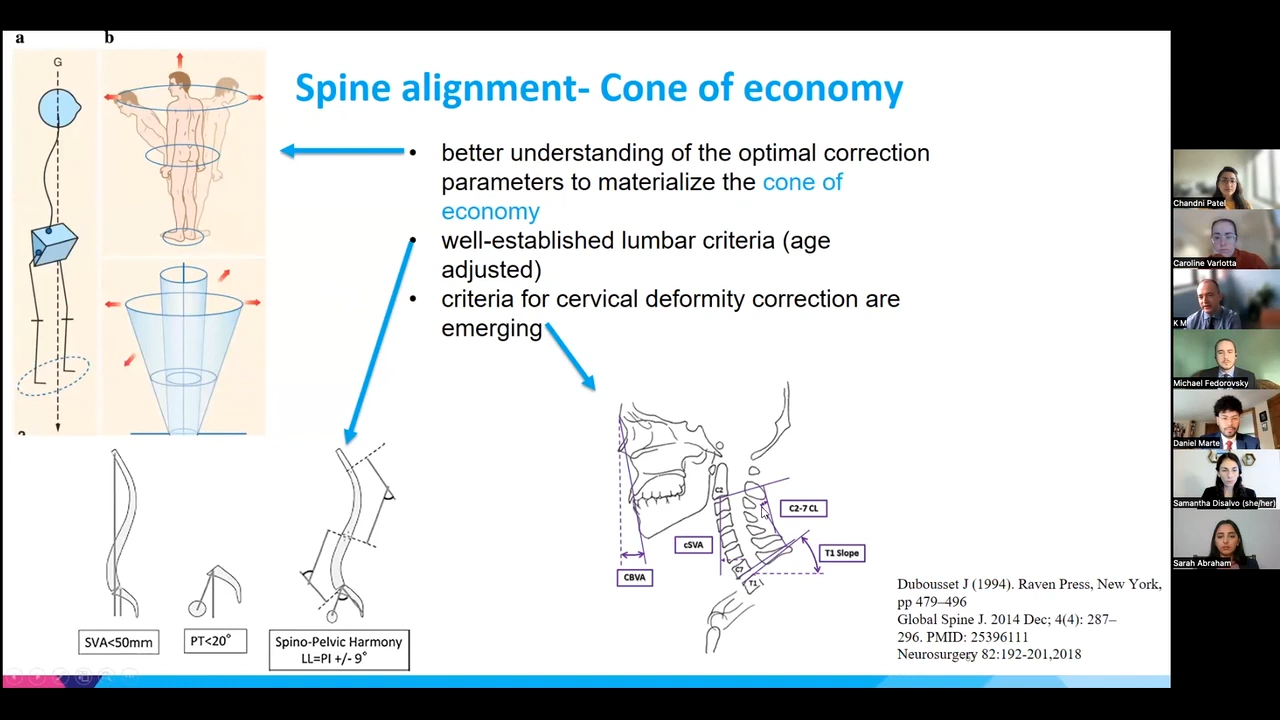 a
b
G
Spine alignment- Cone of economy
• better understanding of the optimal correction
parameters to materialize the cone of
economy
• well-established lumbar criteria (age
adjusted)
• criteria for cervical deformity correction are
emerging
C2
C2-7 CL
cSVA
T1 Slope
CBVA
T1
SVA<50mm
PT<20°
Spino-Pelvic Harmony
LL=PI +/- 9°
Dubousset J (1994). Raven Press, New York,
pp 479–496
Global Spine J. 2014 Dec; 4(4): 287–
296. PMID: 25396111
Neurosurgery 82:192-201,2018
Chandni Patel
Caroline Varlotta
K M
Michael Fedorovsky
Daniel Marte
Samantha Disalvo (she/her)
Sarah Abraham